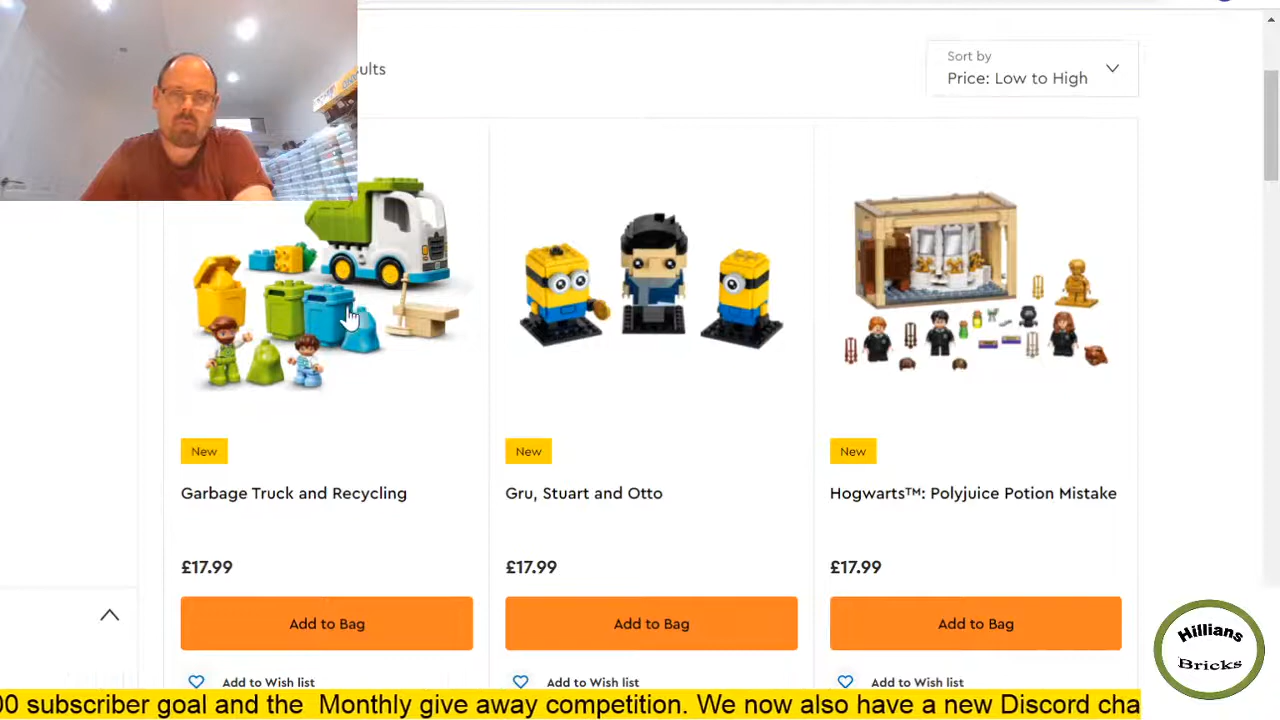 ults
Sort by
Price: Low to High
New
New
New
Garbage Truck and Recycling
Gru, Stuart and Otto
Hogwarts™: Polyjuice Potion Mistake
£17.99
£17.99
£17.99
Add to Bag
Add to Bag
Add to Bag
Add to Wish list
Add to Wish list
Add to Wish list
Hillians
Bricks
00 subscriber goal and the Monthly give away competition. We now also have a new Discord cha